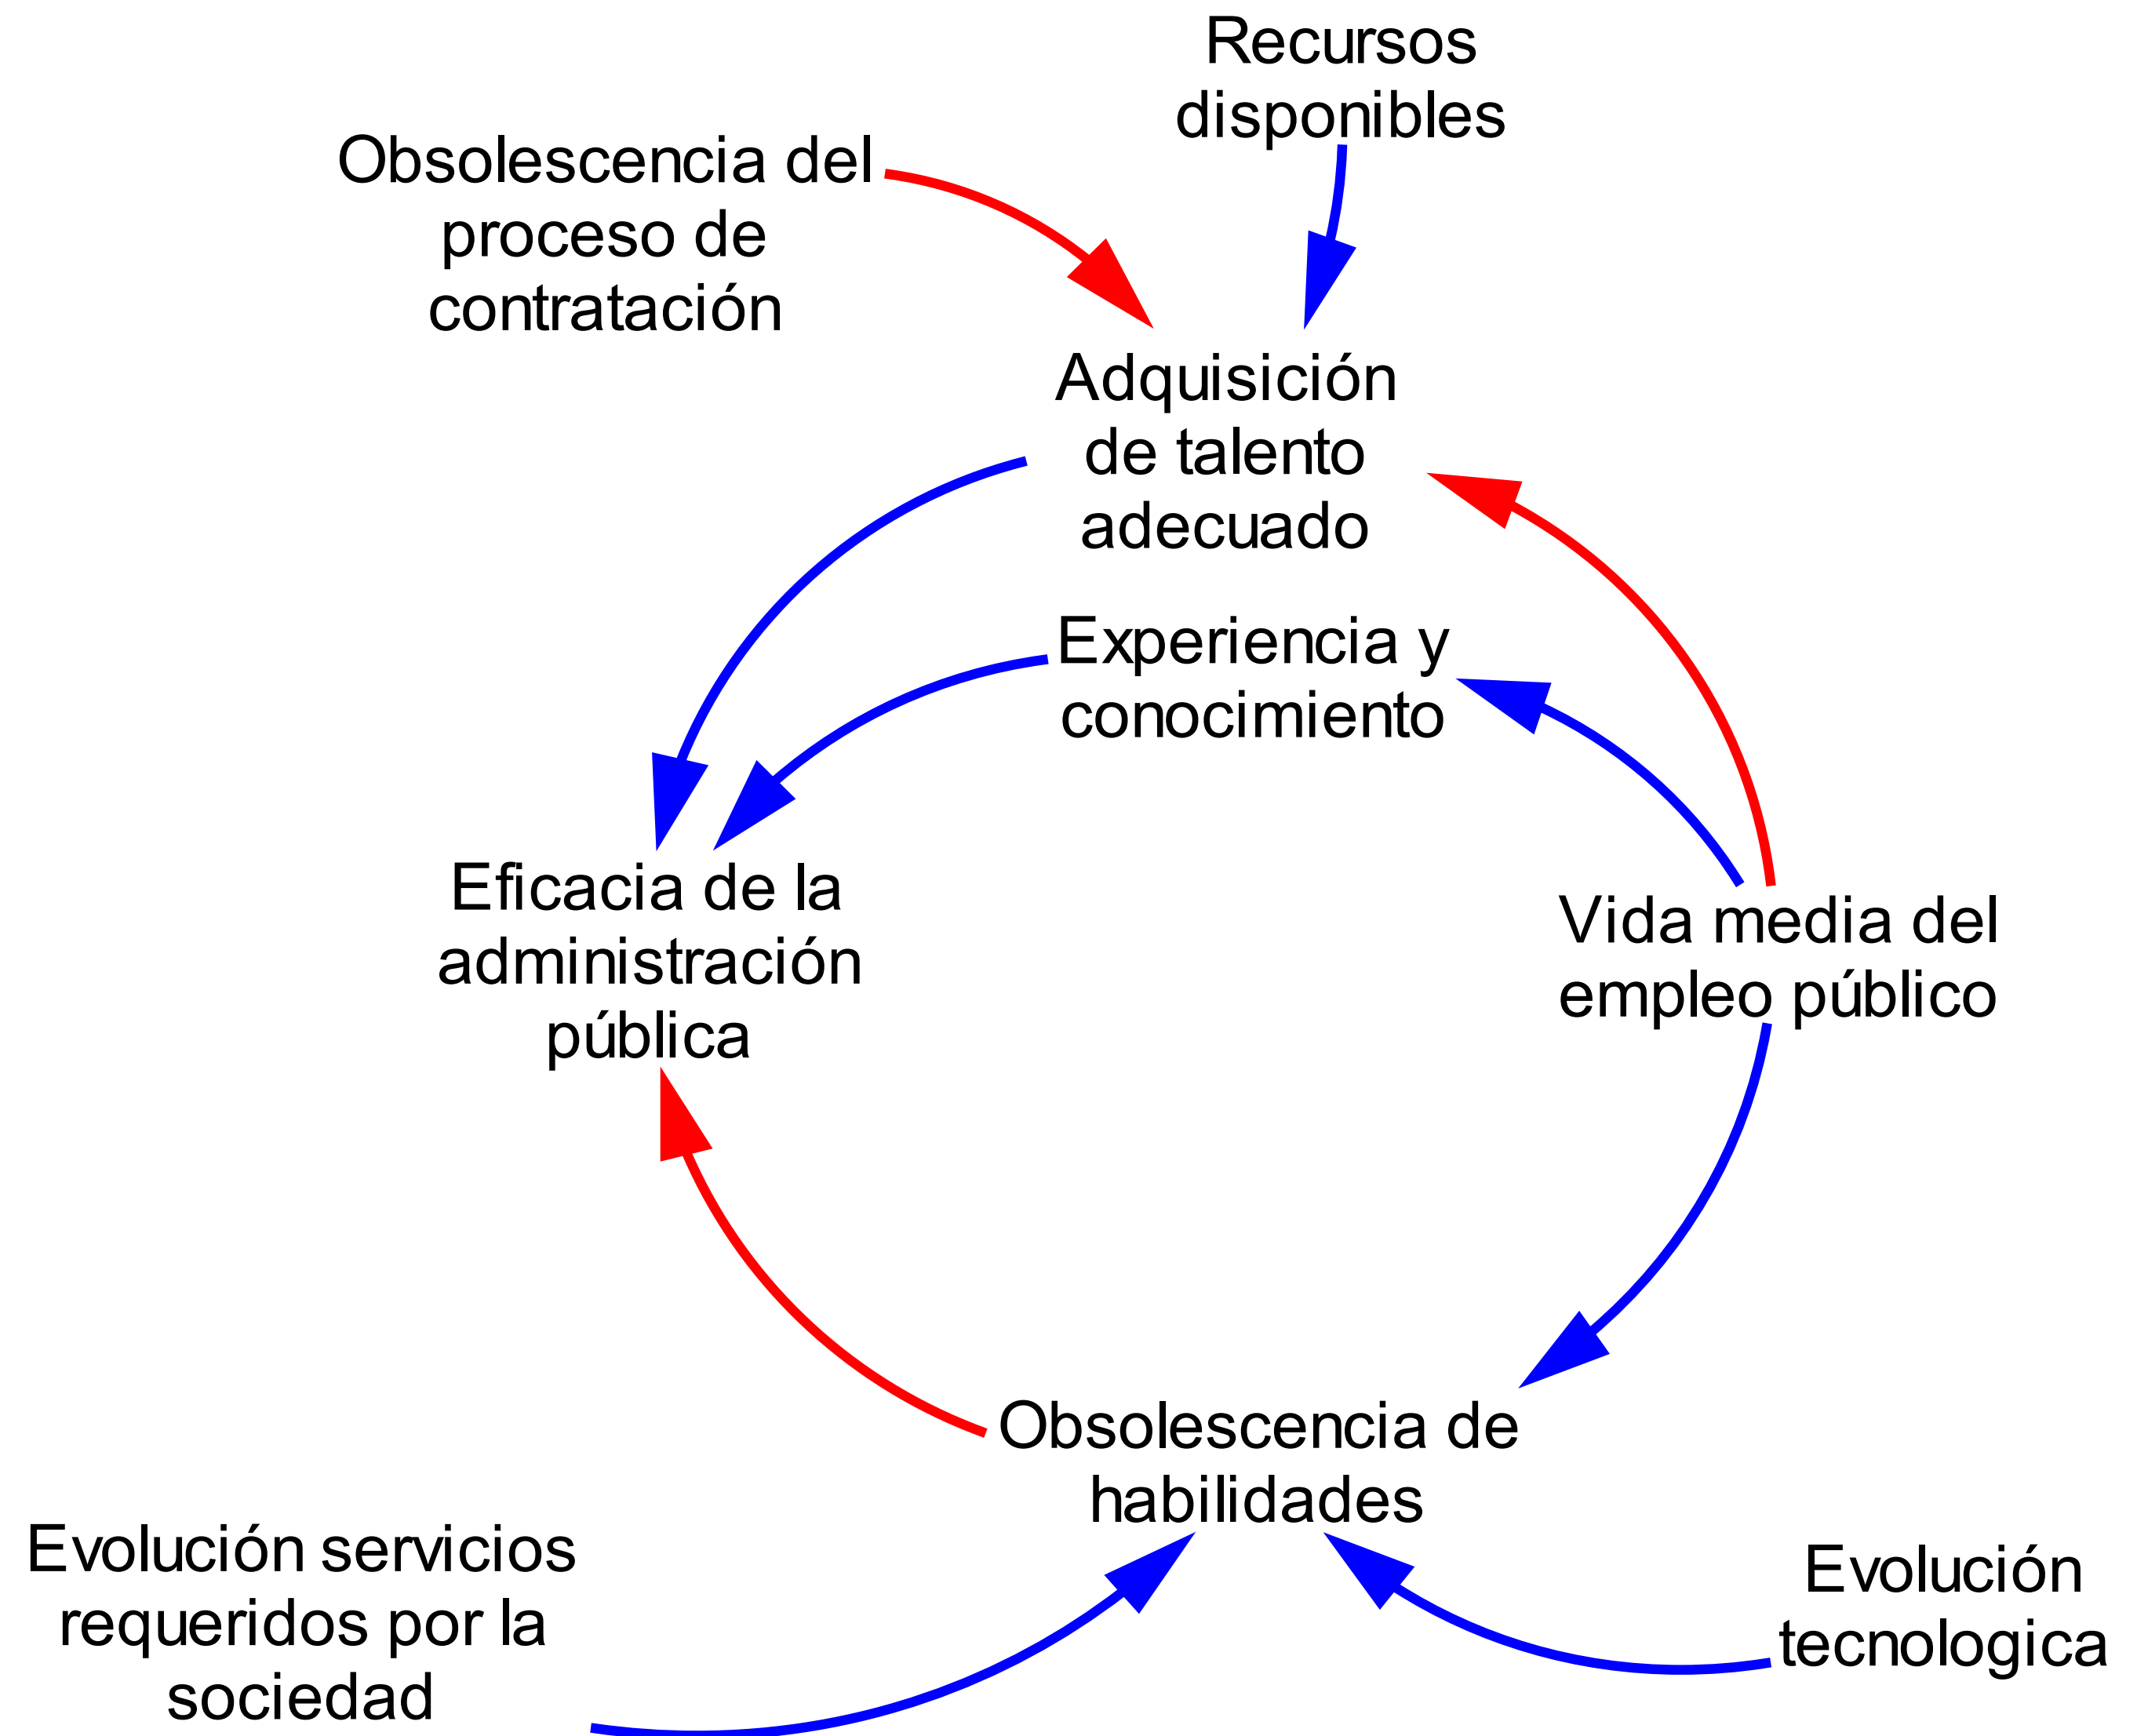 Recursos
disponibles
Obsolescencia del
proceso de
contratación
Adquisición
de talento
adecuado
Experiencia y
conocimiento
Eficacia de la
administración
pública
Vida media del
empleo público
Obsolescencia de
habilidades
Evolución servicios
requeridos por la
sociedad
Evolución
tecnologica